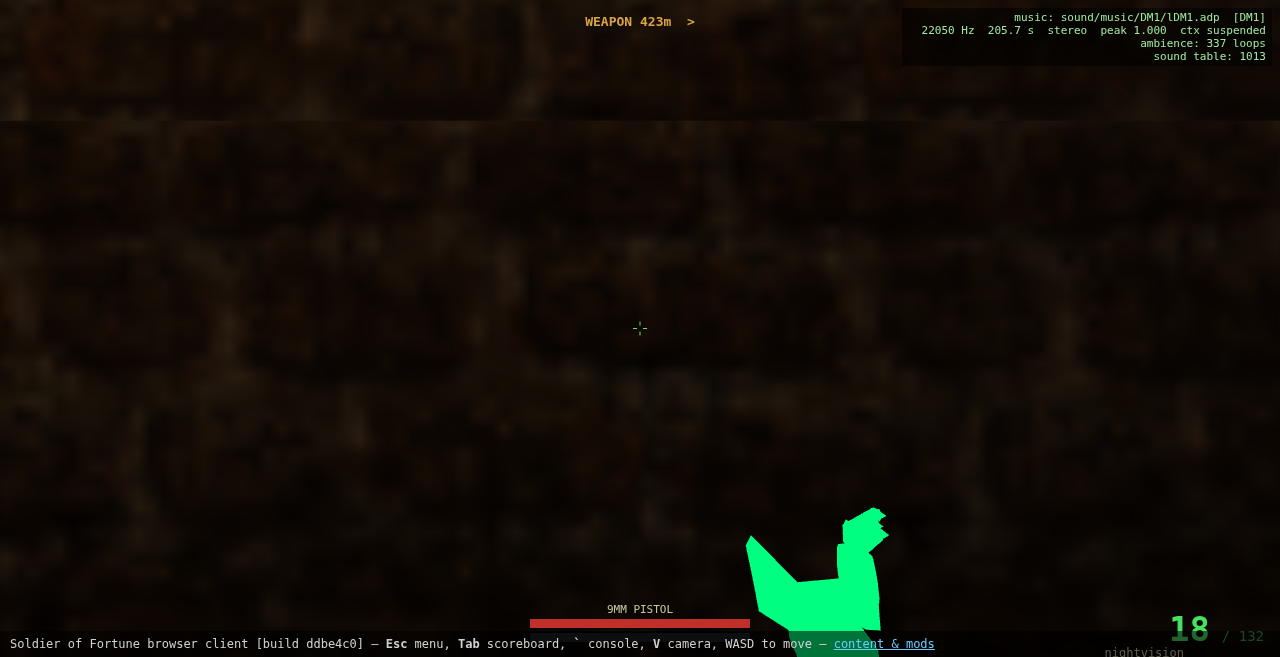 WEAPON 423m >
music: sound/music/DM1/lDM1.adp [DM1]
22050 Hz 205.7 s stereo peak 1.000 ctx suspended
ambience: 337 loops
sound table: 1013
9MM PISTOL
Soldier of Fortune browser client [build ddbe4c0] — Esc menu, Tab scoreboard, ` console, V camera, WASD to move — content & mods
18 / 132
nightvision